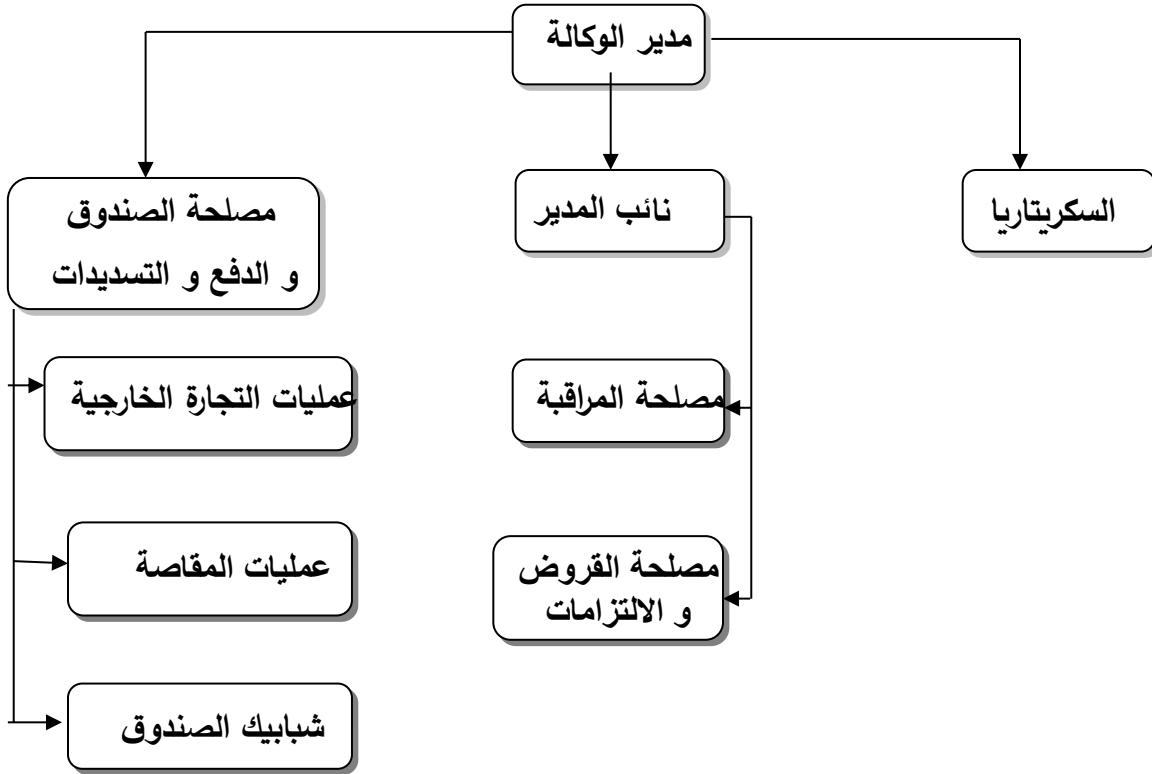 مدير الوكالة
السكريتاريا
نائب المدير
مصلحة الصندوق
و الدفع و التسديدات
مصلحة المراقبة
عمليات التجارة الخارجية
مصلحة القروض
و الالتزامات
عمليات المقاصة
شبابيك الصندوق